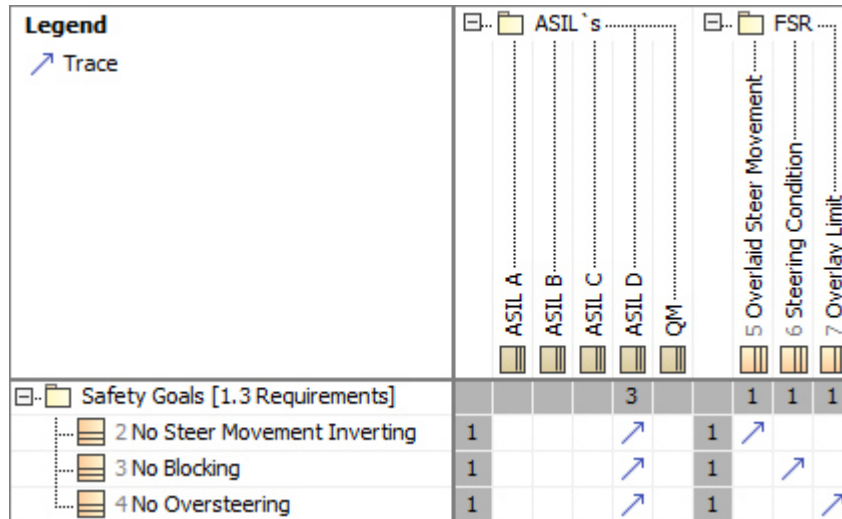 Legend
Trace
ASIL`s
FSR
ASIL A
ASIL B
ASIL C
ASIL D
QM
5 Overlaid Steer Movement
6 Steering Condition
7 Overlay Limit
Safety Goals [1.3 Requirements] 3 1 1 1
2 No Steer Movement Inverting 1 1
3 No Blocking 1 1
4 No Oversteering 1 1